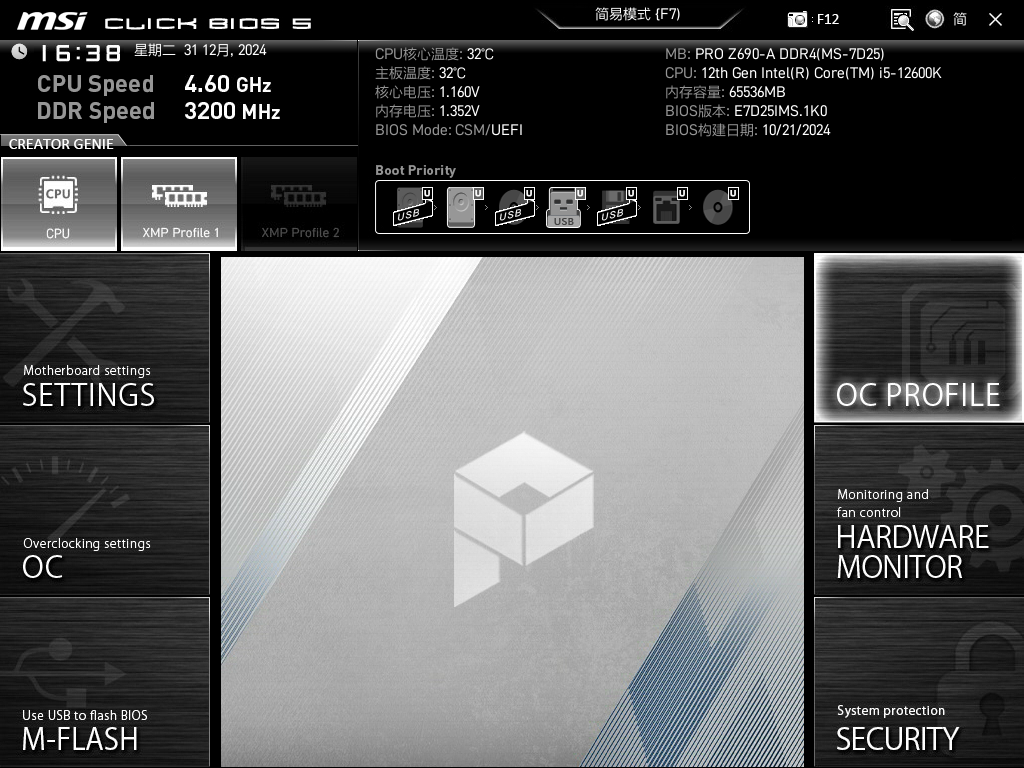 msi CLICK BIOS 5
简易模式 (F7)
: F12
简
16:38 星期二 31 12月, 2024
CPU Speed 4.60 GHz
DDR Speed 3200 MHz
CREATOR GENIE
CPU
CPU
XMP Profile 1
XMP Profile 2
CPU核心温度: 32℃
主板温度: 32℃
核心电压: 1.160V
内存电压: 1.352V
BIOS Mode: CSM/UEFI
MB: PRO Z690-A DDR4(MS-7D25)
CPU: 12th Gen Intel(R) Core(TM) i5-12600K
内存容量: 65536MB
BIOS版本: E7D25IMS.1K0
BIOS构建日期: 10/21/2024
Boot Priority
USB U U USB U USB U USB U U U
Motherboard settings
SETTINGS
Overclocking settings
OC
Use USB to flash BIOS
M-FLASH
OC PROFILE
Monitoring and
fan control
HARDWARE
MONITOR
System protection
SECURITY